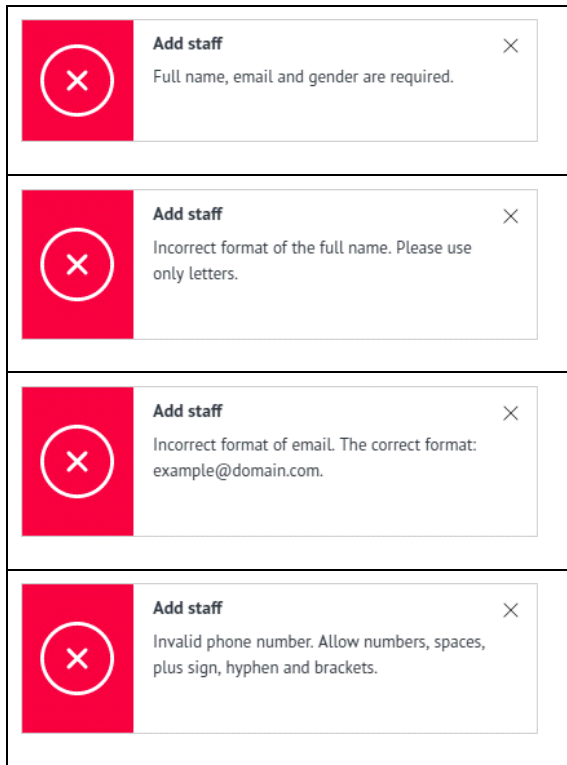 Add staff
Full name, email and gender are required.
Add staff
Incorrect format of the full name. Please use
only letters.
Add staff
Incorrect format of email. The correct format:
example@domain.com.
Add staff
Invalid phone number. Allow numbers, spaces,
plus sign, hyphen and brackets.